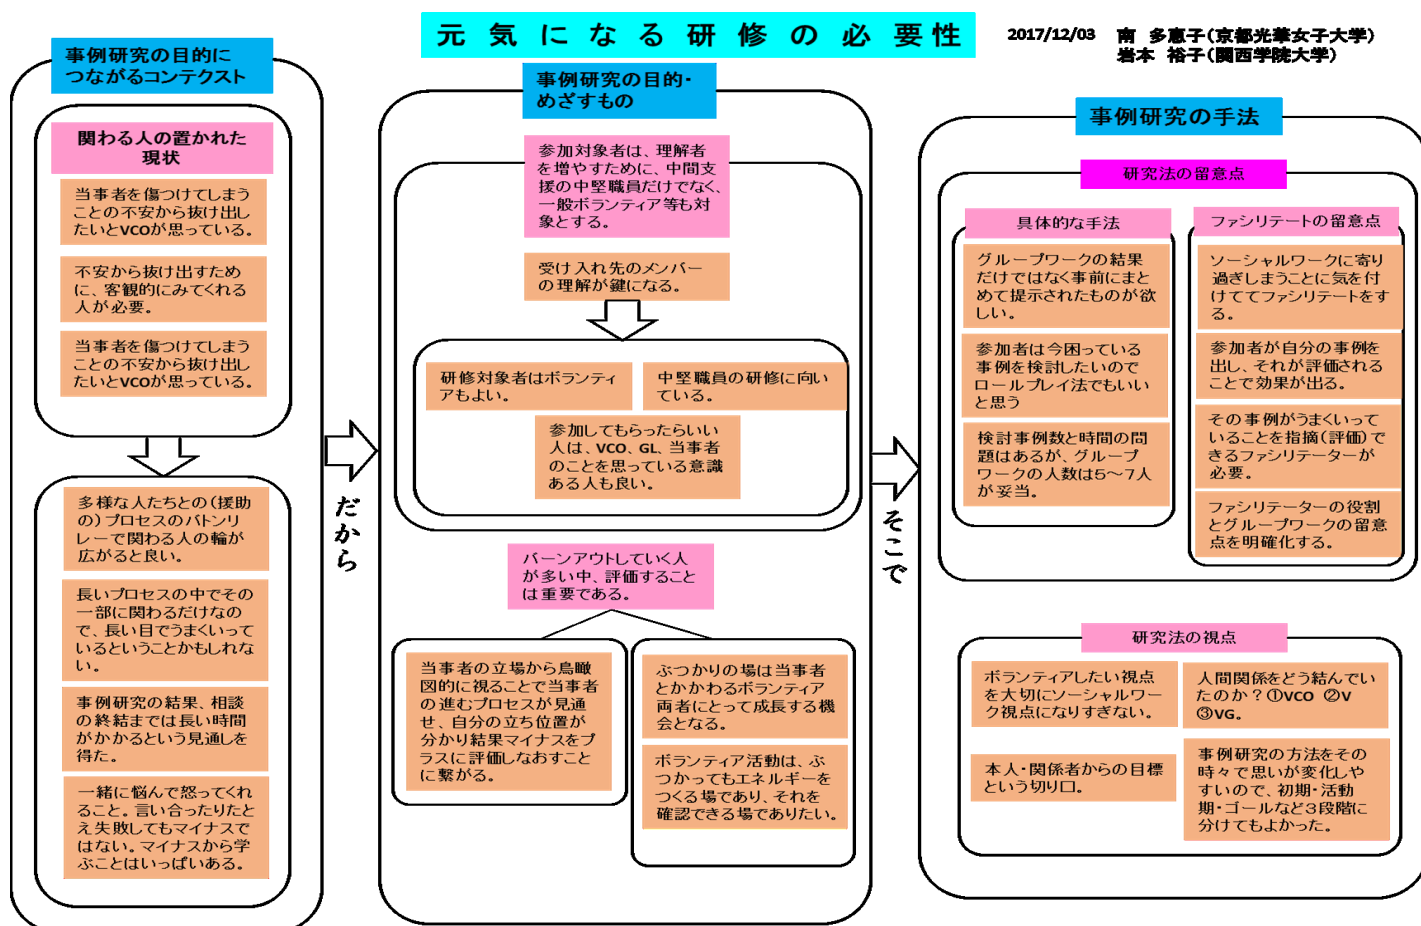 元気になる研修の必要性
2017/12/03 南 多恵子(京都光華女子大学)
岩本 裕子(関西学院大学)
事例研究の目的に
つながるコンテクスト
関わる人の置かれた
現状
当事者を傷つけてしまう
ことの不安から抜け出し
たいとVCOが思っている。
不安から抜け出すため
に、客観的にみてくれる
人が必要。
当事者を傷つけてしまう
ことの不安から抜け出し
たいとVCOが思っている。
多様な人たちとの(援助
の)プロセスのバトンリ
レーで関わる人の輪が
広がると良い。
長いプロセスの中でその
一部に関わるだけなの
で、長い目でうまくいっ
ているということかもしれ
ない。
事例研究の結果、相談
の終結までは長い時間
がかかるという見通しを
得た。
一緒に悩んで怒ってくれ
ること。言い合ったりたと
え失敗してもマイナスで
はない。マイナスから学
ぶことはいっぱいある。
だから
事例研究の目的・
めざすもの
参加対象者は、理解者
を増やすために、中間支
援の中堅職員だけでなく、
一般ボランティア等も対
象とする。
受け入れ先のメンバー
の理解が鍵になる。
研修対象者はボランティ
アもよい。
中堅職員の研修に向い
ている。
参加してもらったらいい
人は、VCO、GL、当事者
のことを思っている意識
ある人も良い。
バーンアウトしていく人
が多い中、評価すること
は重要である。
当事者の立場から鳥瞰
図的に視ることで当事者
の進むプロセスが見通
せ、自分の立ち位置が
分かり結果マイナスをプ
ラスに評価しなおすこと
に繋がる。
ぶつかりの場は当事者
とかかわるボランティア
両者にとって成長する機
会となる。
ボランティア活動は、ぶ
つかってもエネルギーを
つくる場であり、それを
確認できる場でありたい。
そこで
事例研究の手法
研究法の留意点
具体的な手法
グループワークの結果
だけではなく事前にまと
めて提示されたものが欲
しい。
参加者は今困っている
事例を検討したいので
ロールプレイ法でもいい
と思う
検討事例数と時間の問
題はあるが、グループ
ワークの人数は5～7人
が妥当。
ファシリテートの留意点
ソーシャルワークに寄り
過ぎしまうことに気を付
けててファシリテートをす
る。
参加者が自分の事例を
出し、それが評価される
ことで効果が出る。
その事例がうまくいって
いることを指摘(評価)で
きるファシリテーターが
必要。
ファシリテーターの役割
とグループワークの留意
点を明確化する。
研究法の視点
ボランティアしたい視点
を大切にソーシャルワー
ク視点になりすぎない。
人間関係をどう結んでい
たのか？①VCO ②V
③VG。
本人・関係者からの目標
という切り口。
事例研究の方法をその
時々で思いが変化しや
すいので、初期・活動
期・ゴールなど3段階に
分けてもよかった。